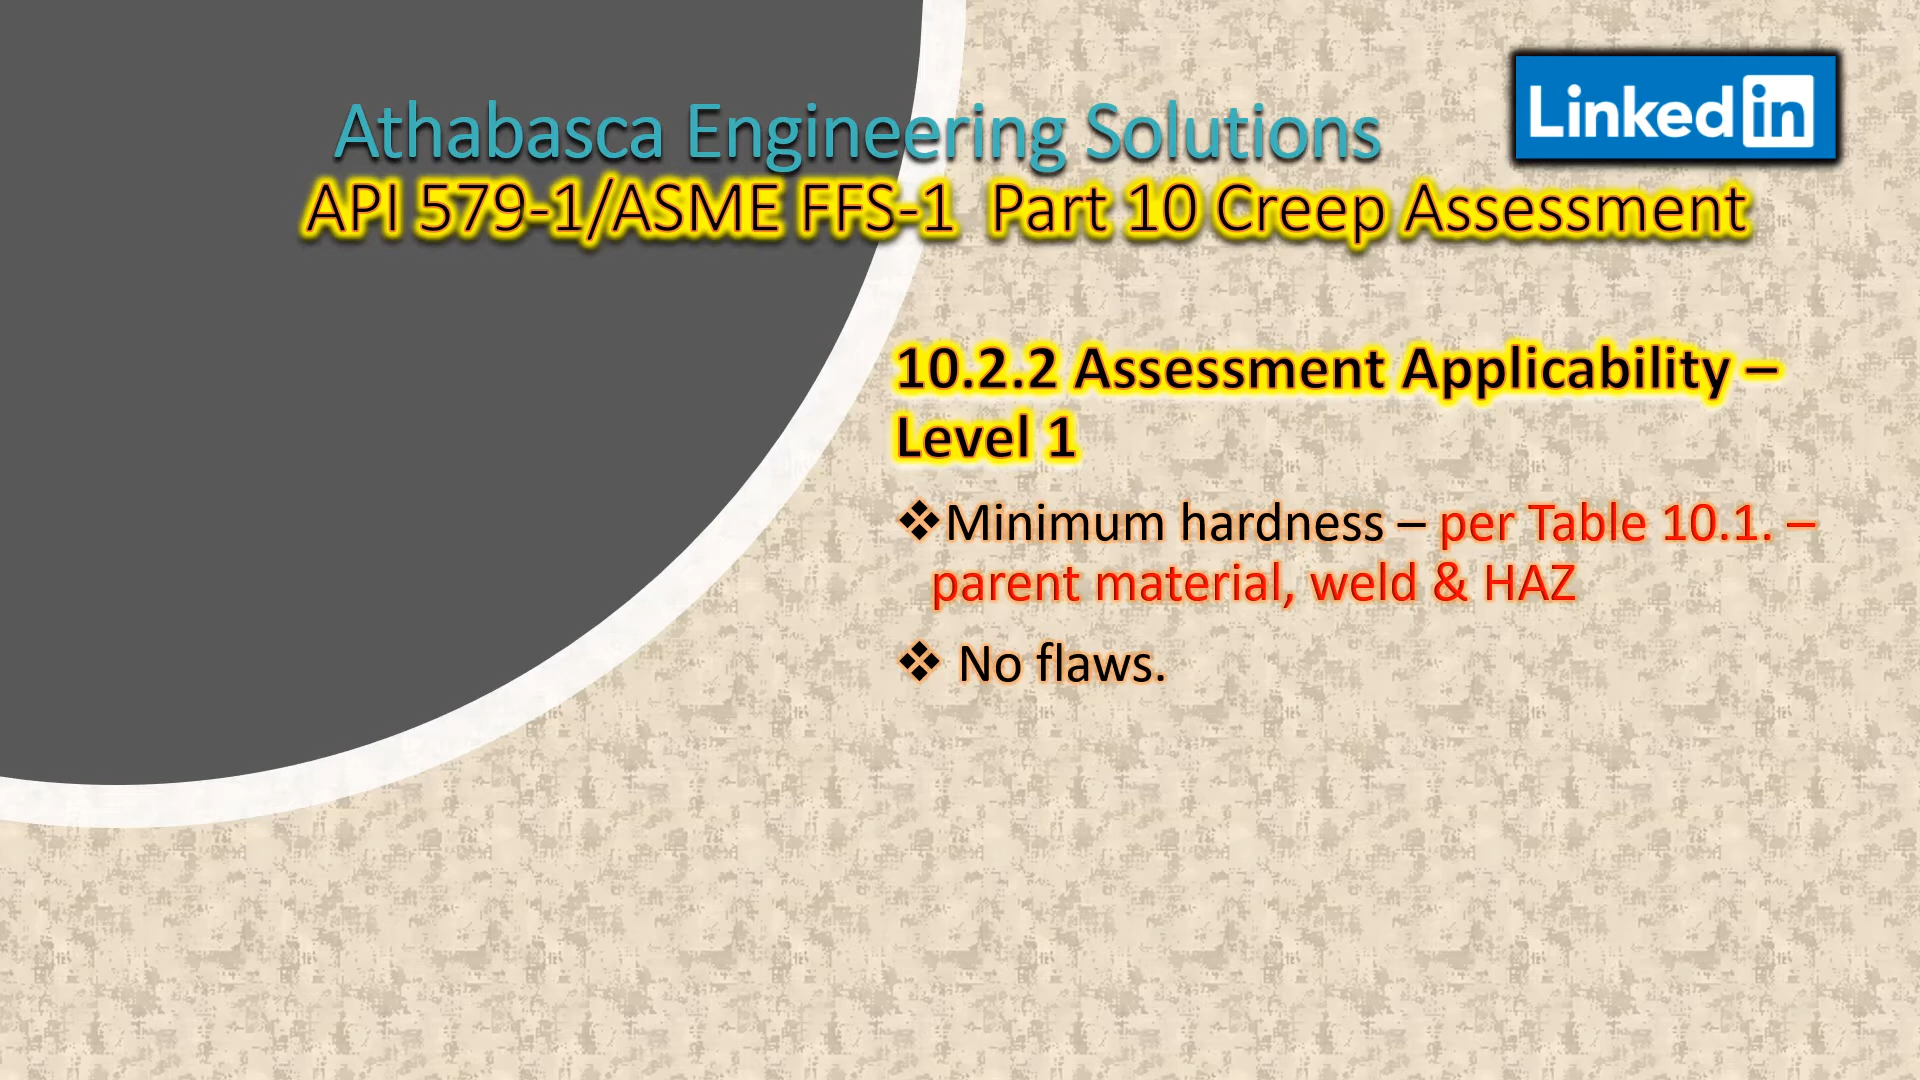 LinkedIn
Athabasca Engineering Solutions
API 579-1/ASME FFS-1 Part 10 Creep Assessment
10.2.2 Assessment Applicability –
Level 1
❖Minimum hardness – per Table 10.1. –
parent material, weld & HAZ
❖ No flaws.